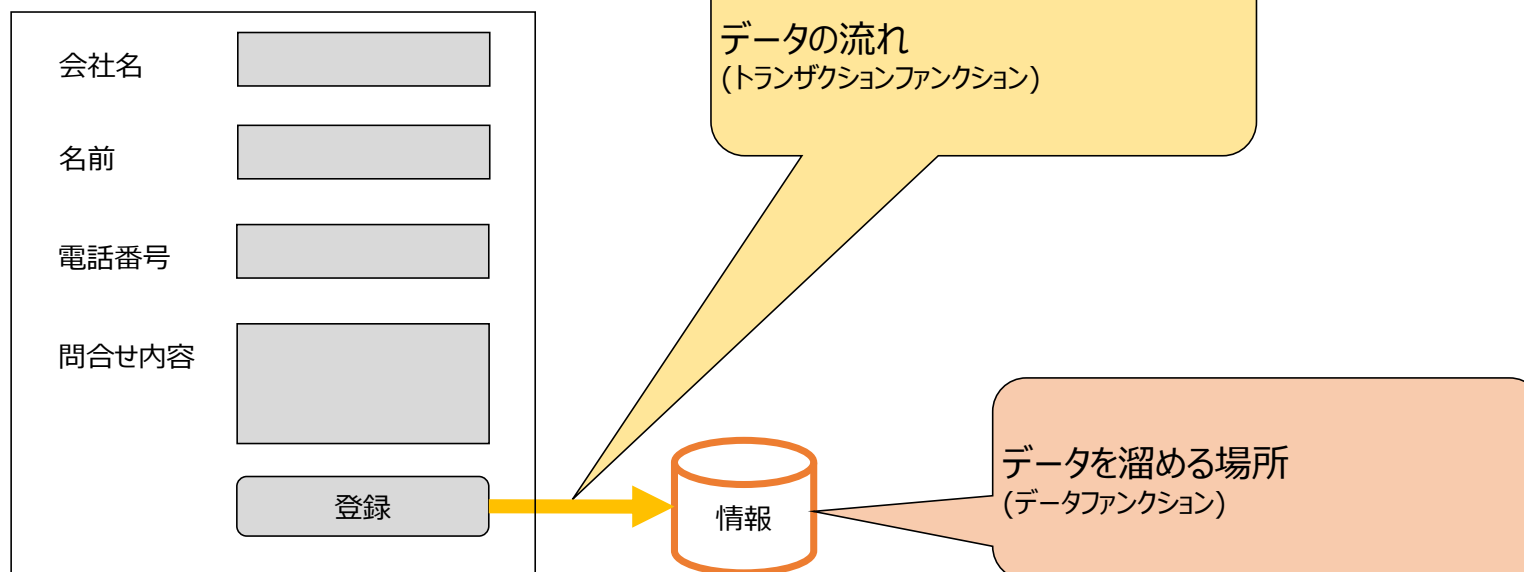 会社名
名前
電話番号
問合せ内容
登録
データの流れ
(トランザクションファンクション)
情報
データを溜める場所
(データファンクション)